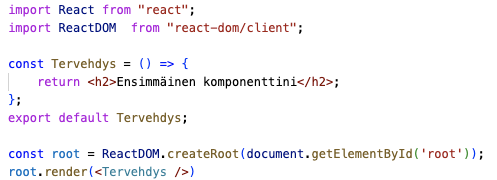 import React from "react";
import ReactDOM  from "react-dom/client";

const Tervehdys = () => {
    return <h2>Ensimmäinen komponenttini</h2>;
};
export default Tervehdys;

const root = ReactDOM.createRoot(document.getElementById('root'));
root.render(<Tervehdys />)